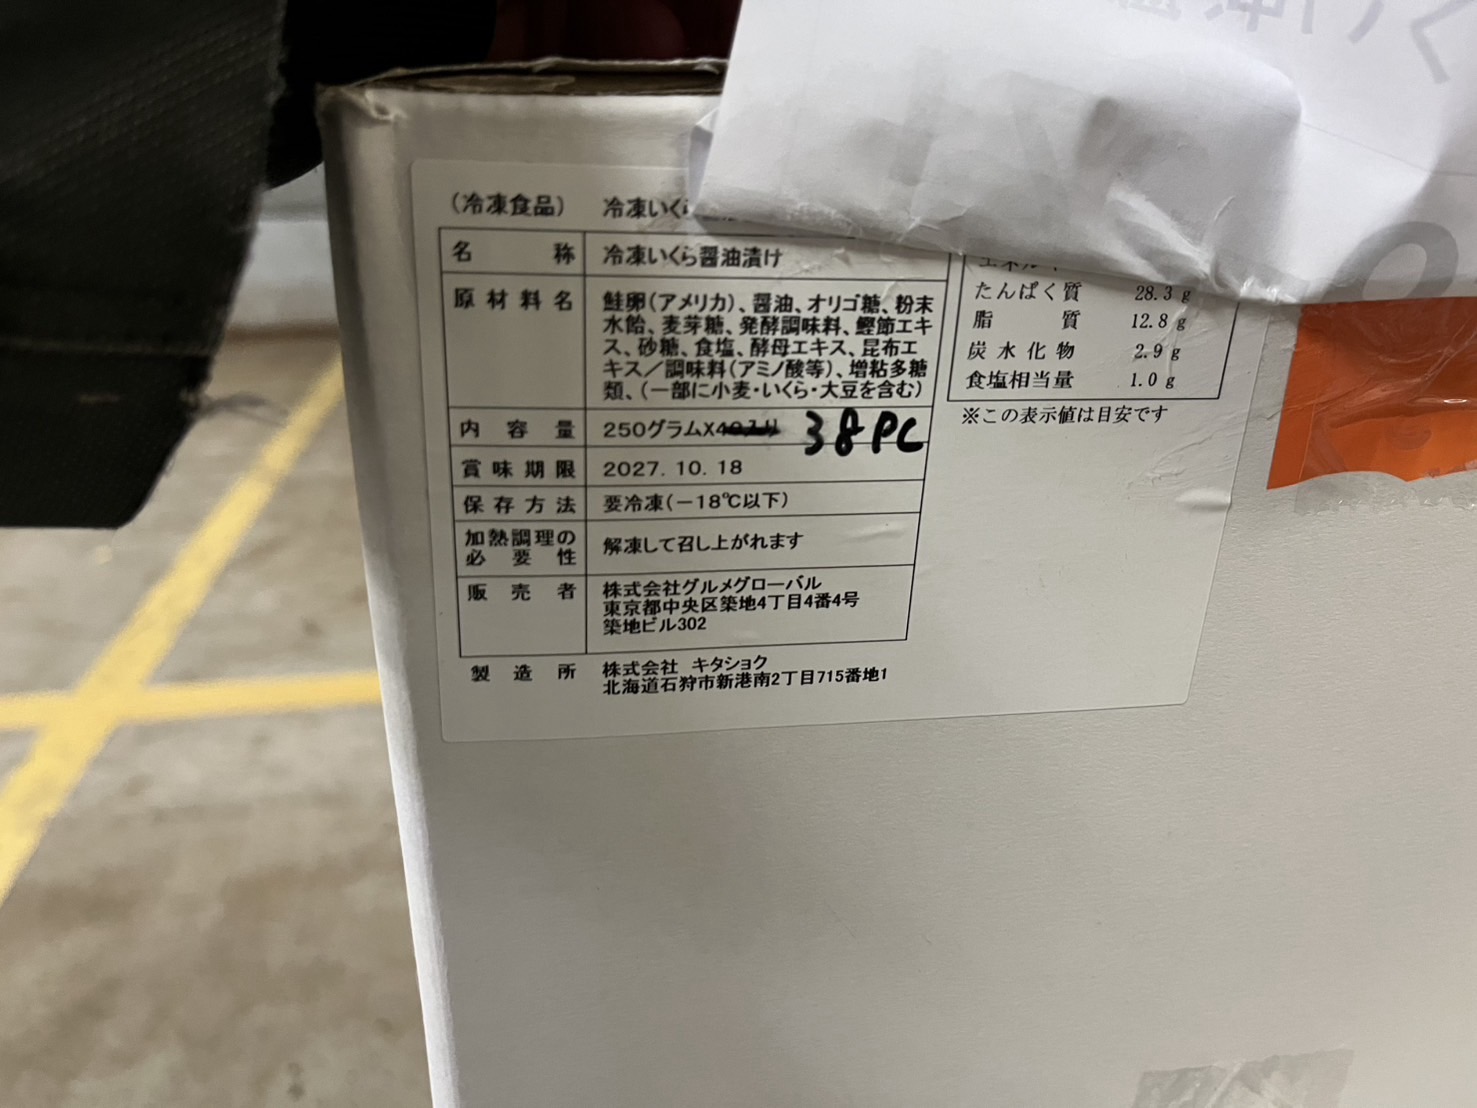 (冷凍食品) 冷凍いくら
名称 冷凍いくら醤油漬け
原材料名 鮭卵(アメリカ)、醤油、オリゴ糖、粉末
水飴、麦芽糖、発酵調味料、鰹節エキ
ス、砂糖、食塩、酵母エキス、昆布エ
キス/調味料(アミノ酸等)、増粘多糖
類、(一部に小麦・いくら・大豆を含む)
内容量 250グラムX 38PC
賞味期限 2027.10.18
保存方法 要冷凍(-18℃以下)
加熱調理の
必要性 解凍して召し上がれます
販売者 株式会社グルメグローバル
東京都中央区築地4丁目4番4号
築地ビル302
製造所 株式会社 キタショク
北海道石狩市新港南2丁目715番地1
たんぱく質 28.3 g
脂質 12.8 g
炭水化物 2.9 g
食塩相当量 1.0 g
※この表示値は目安です